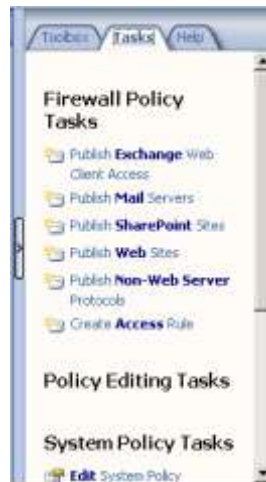 Toolbox Tasks Help
Firewall Policy
Tasks
Publish Exchange Web
Client Access
Publish Mail Servers
Publish SharePoint Sites
Publish Web Sites
Publish Non-Web Server
Protocols
Create Access Rule
Policy Editing Tasks
System Policy Tasks
Edit System Policy